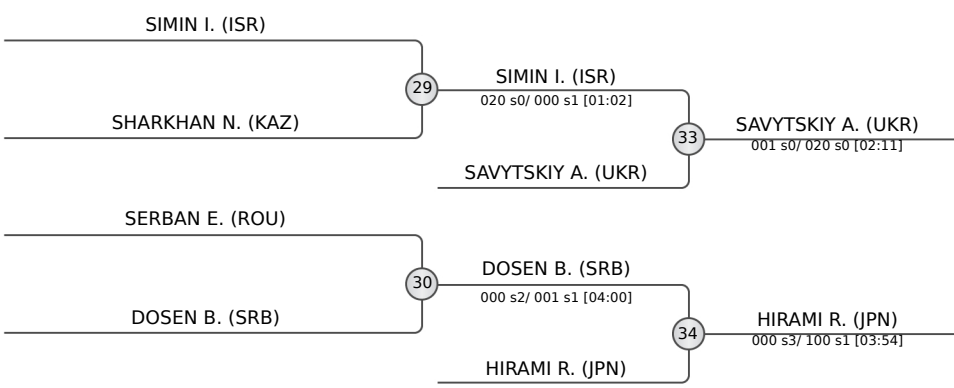 SIMIN I. (ISR)
29
SHARKHAN N. (KAZ)
SIMIN I. (ISR)
020 s0/ 000 s1 [01:02]
33
SAVYTSKIY A. (UKR)
SAVYTSKIY A. (UKR)
001 s0/ 020 s0 [02:11]
SERBAN E. (ROU)
30
DOSEN B. (SRB)
DOSEN B. (SRB)
000 s2/ 001 s1 [04:00]
34
HIRAMI R. (JPN)
HIRAMI R. (JPN)
000 s3/ 100 s1 [03:54]